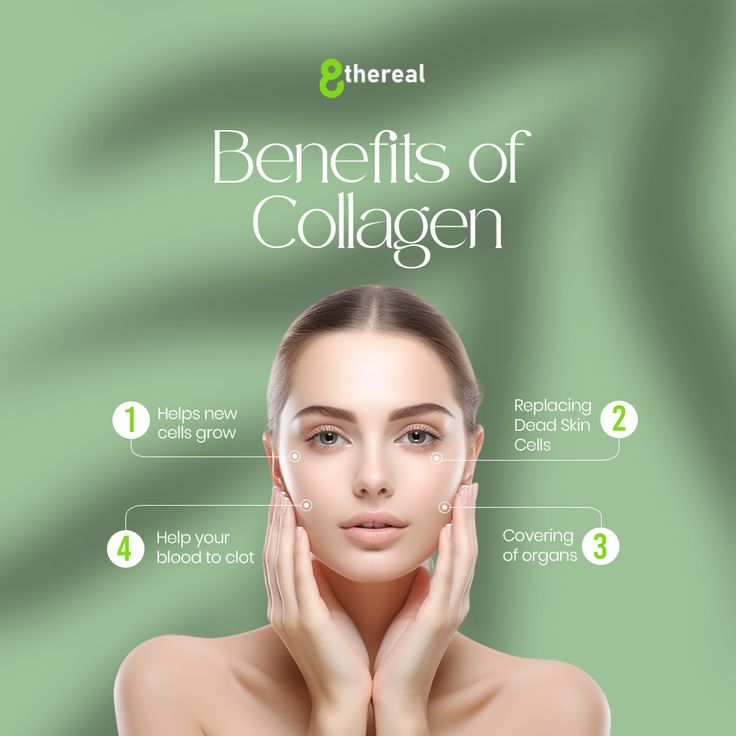 8thereal
Benefits of
Collagen
1
Helps new
cells grow
Replacing
Dead Skin
Cells
2
4
Help your
blood to clot
Covering
of organs
3